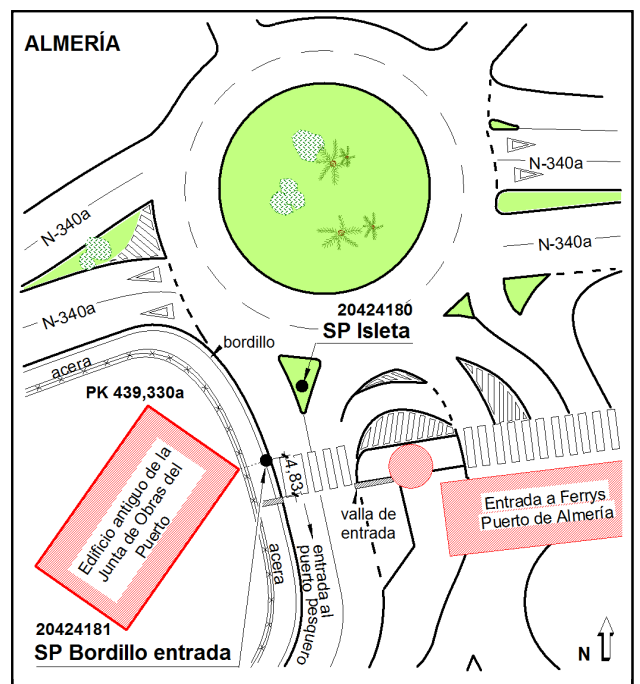 ALMERÍA
N-340a
N-340a
N-340a
N-340a
20424180
SP Isleta
bordillo
acera
PK 439,330a
Edificio antiguo de la
Junta de Obras del
Puerto
4,83
valla de
entrada
Entrada a Ferrys
Puerto de Almería
entrada al
puerto pesquero
acera
20424181
SP Bordillo entrada
N